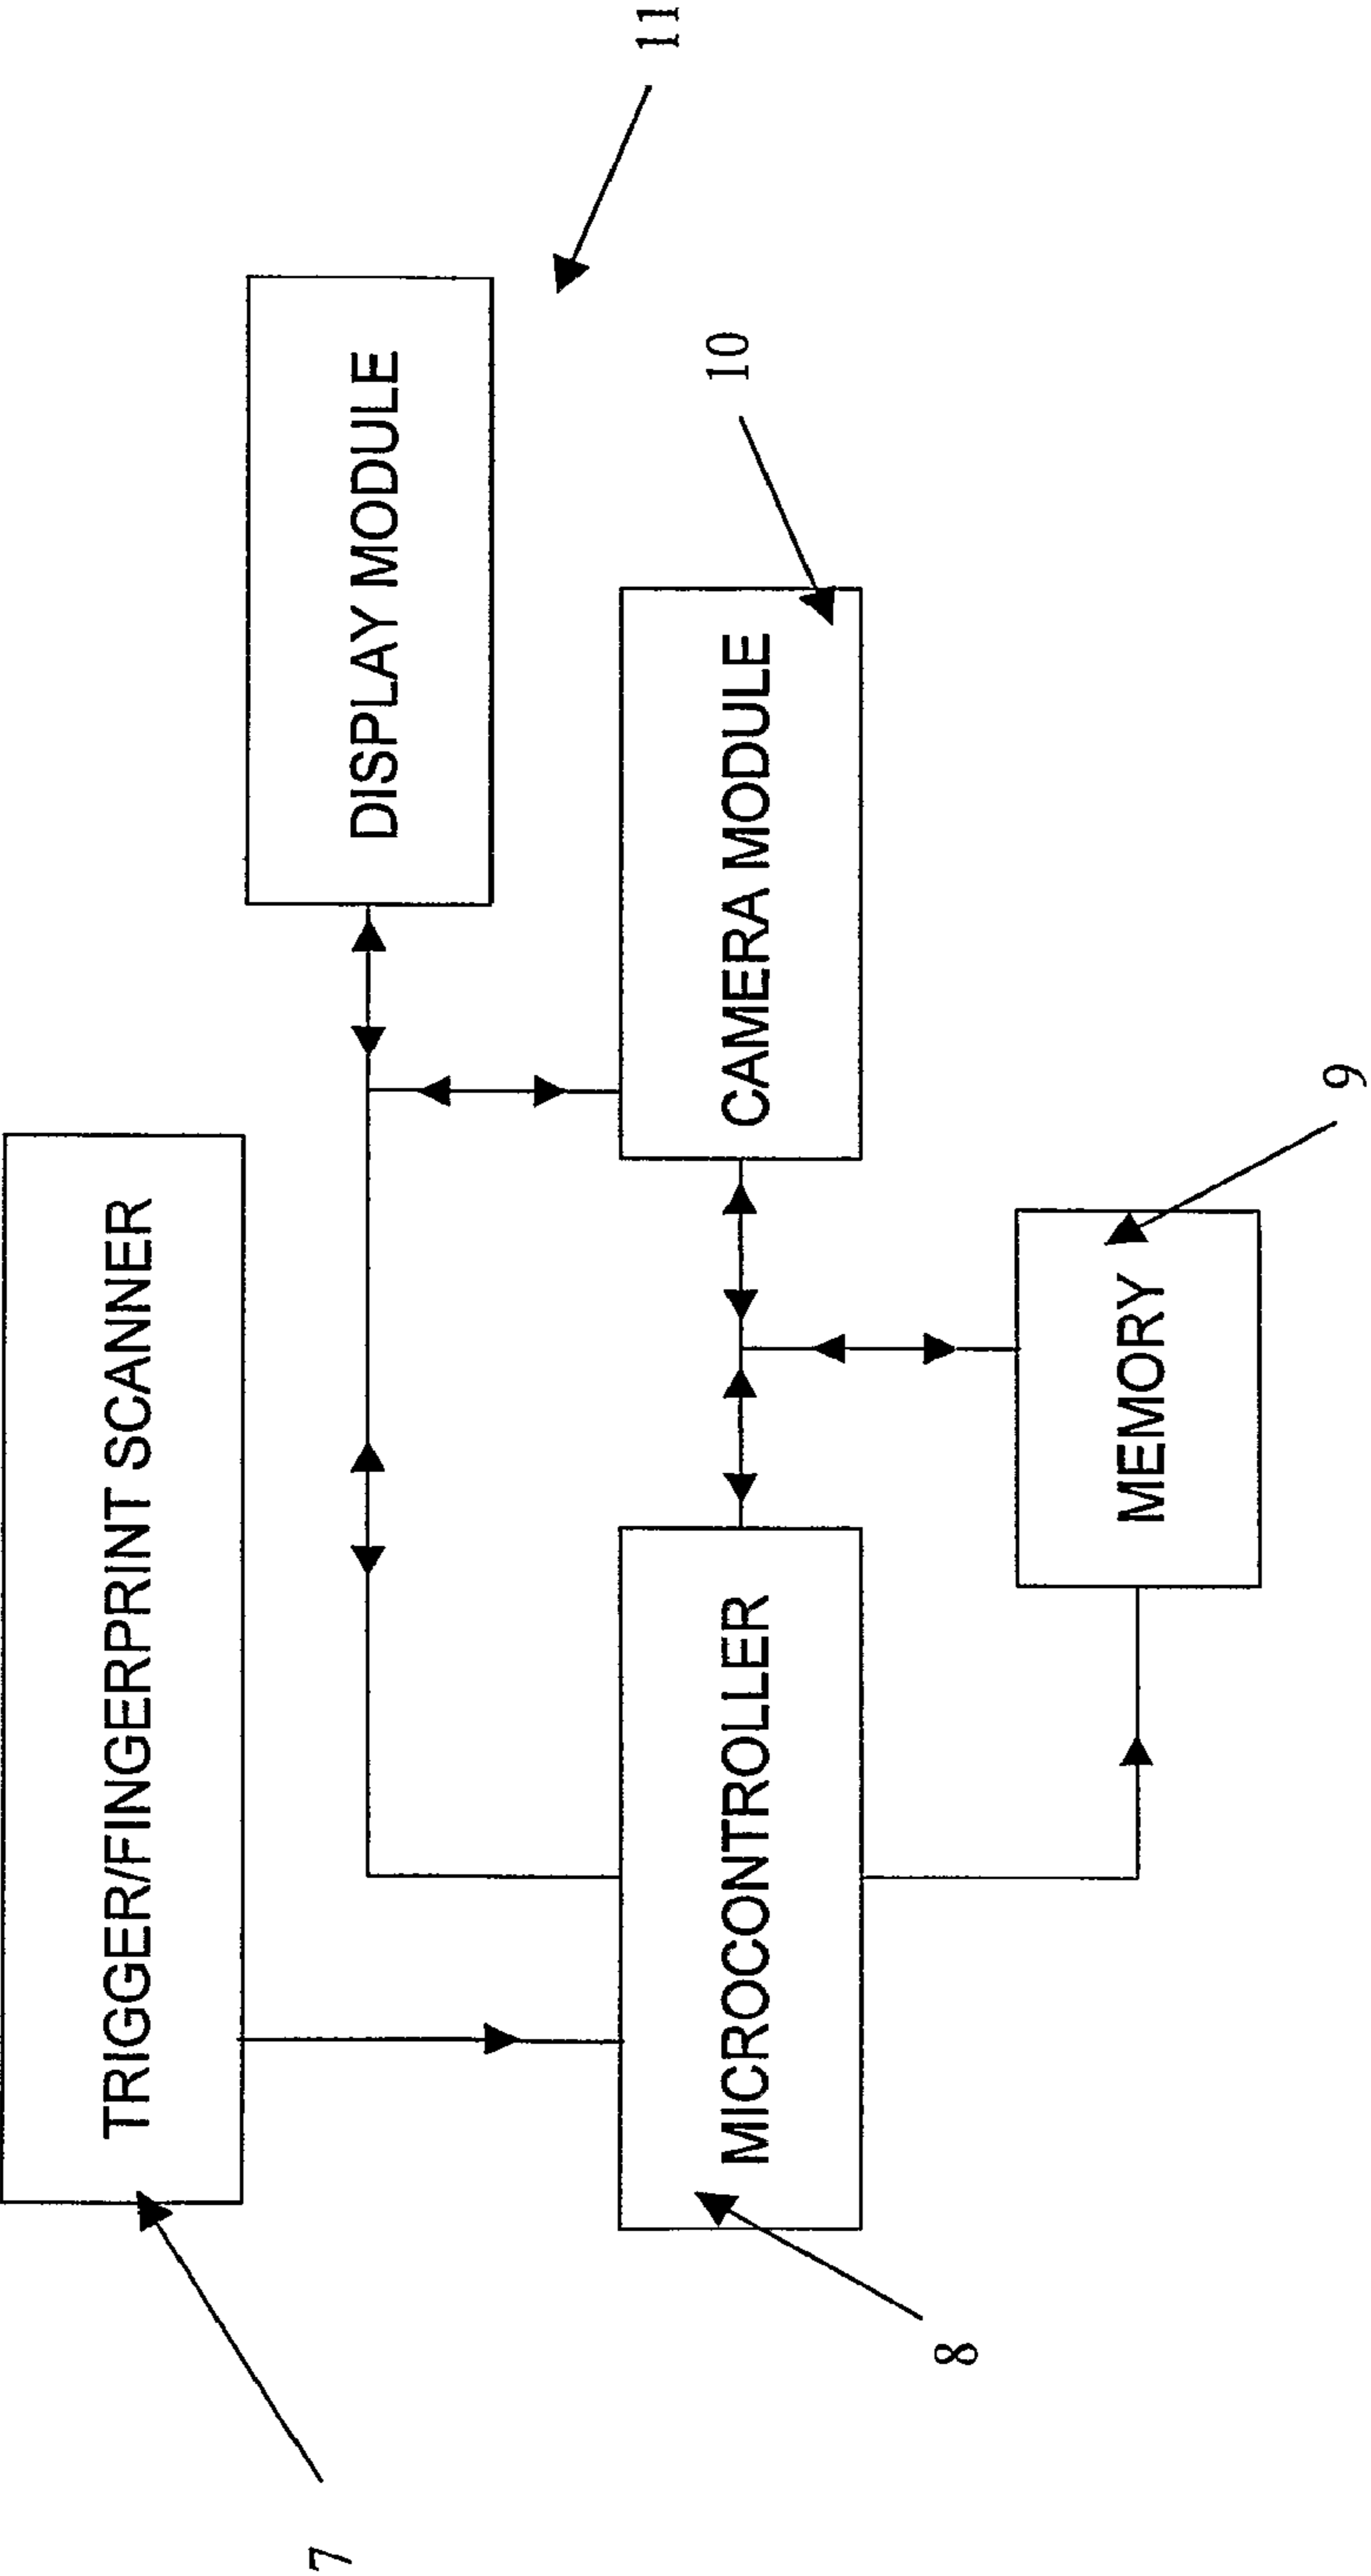 TRIGGER/FINGERPRINT SCANNER
7
DISPLAY MODULE
11
MICROCONTROLLER
8
CAMERA MODULE
10
MEMORY
9